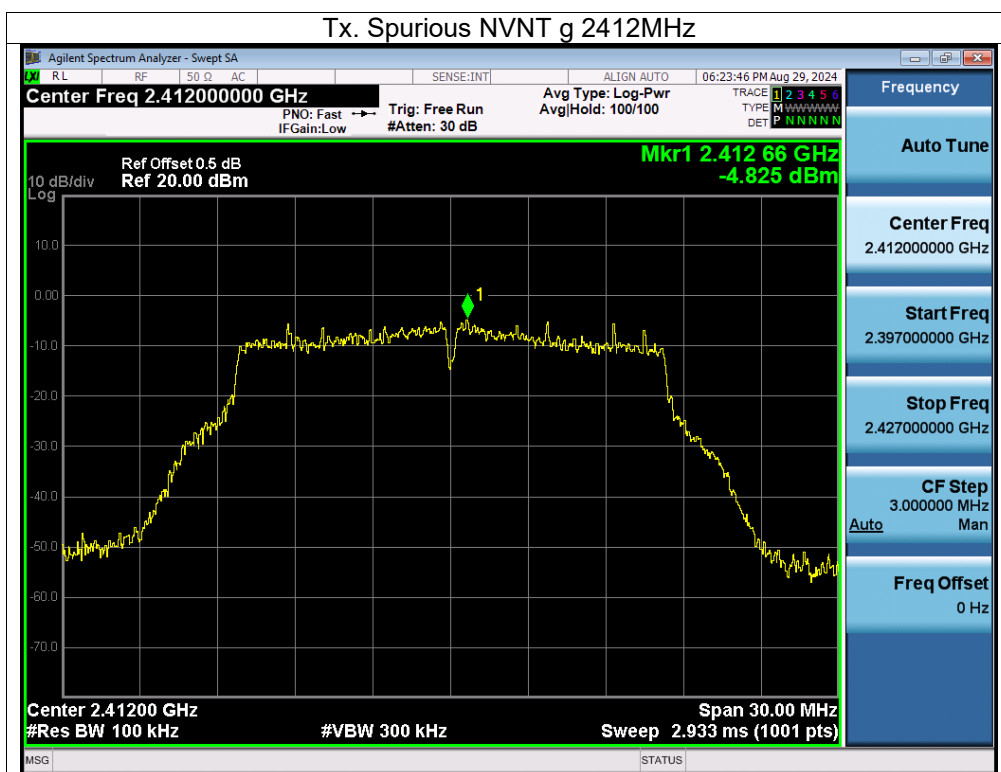 Tx. Spurious NVNT g 2412MHz
Agilent Spectrum Analyzer - Swept SA
LXI RL RF 50 Ω AC SENSE:INT ALIGN AUTO 06:23:46 PM Aug 29, 2024
Center Freq 2.412000000 GHz
PNO: Fast
IFGain:Low
Trig: Free Run
#Atten: 30 dB
Avg Type: Log-Pwr
Avg|Hold: 100/100
TRACE 1 2 3 4 5 6
TYPE M WWWWW
DET P N N N N N
Ref Offset 0.5 dB
10 dB/div Ref 20.00 dBm
Log
Mkr1 2.412 66 GHz
-4.825 dBm
1
10.0
0.00
-10.0
-20.0
-30.0
-40.0
-50.0
-60.0
-70.0
Center 2.41200 GHz Span 30.00 MHz
#Res BW 100 kHz #VBW 300 kHz Sweep 2.933 ms (1001 pts)
MSG STATUS
Frequency
Auto Tune
Center Freq
2.412000000 GHz
Start Freq
2.397000000 GHz
Stop Freq
2.427000000 GHz
CF Step
3.000000 MHz
Auto Man
Freq Offset
0 Hz